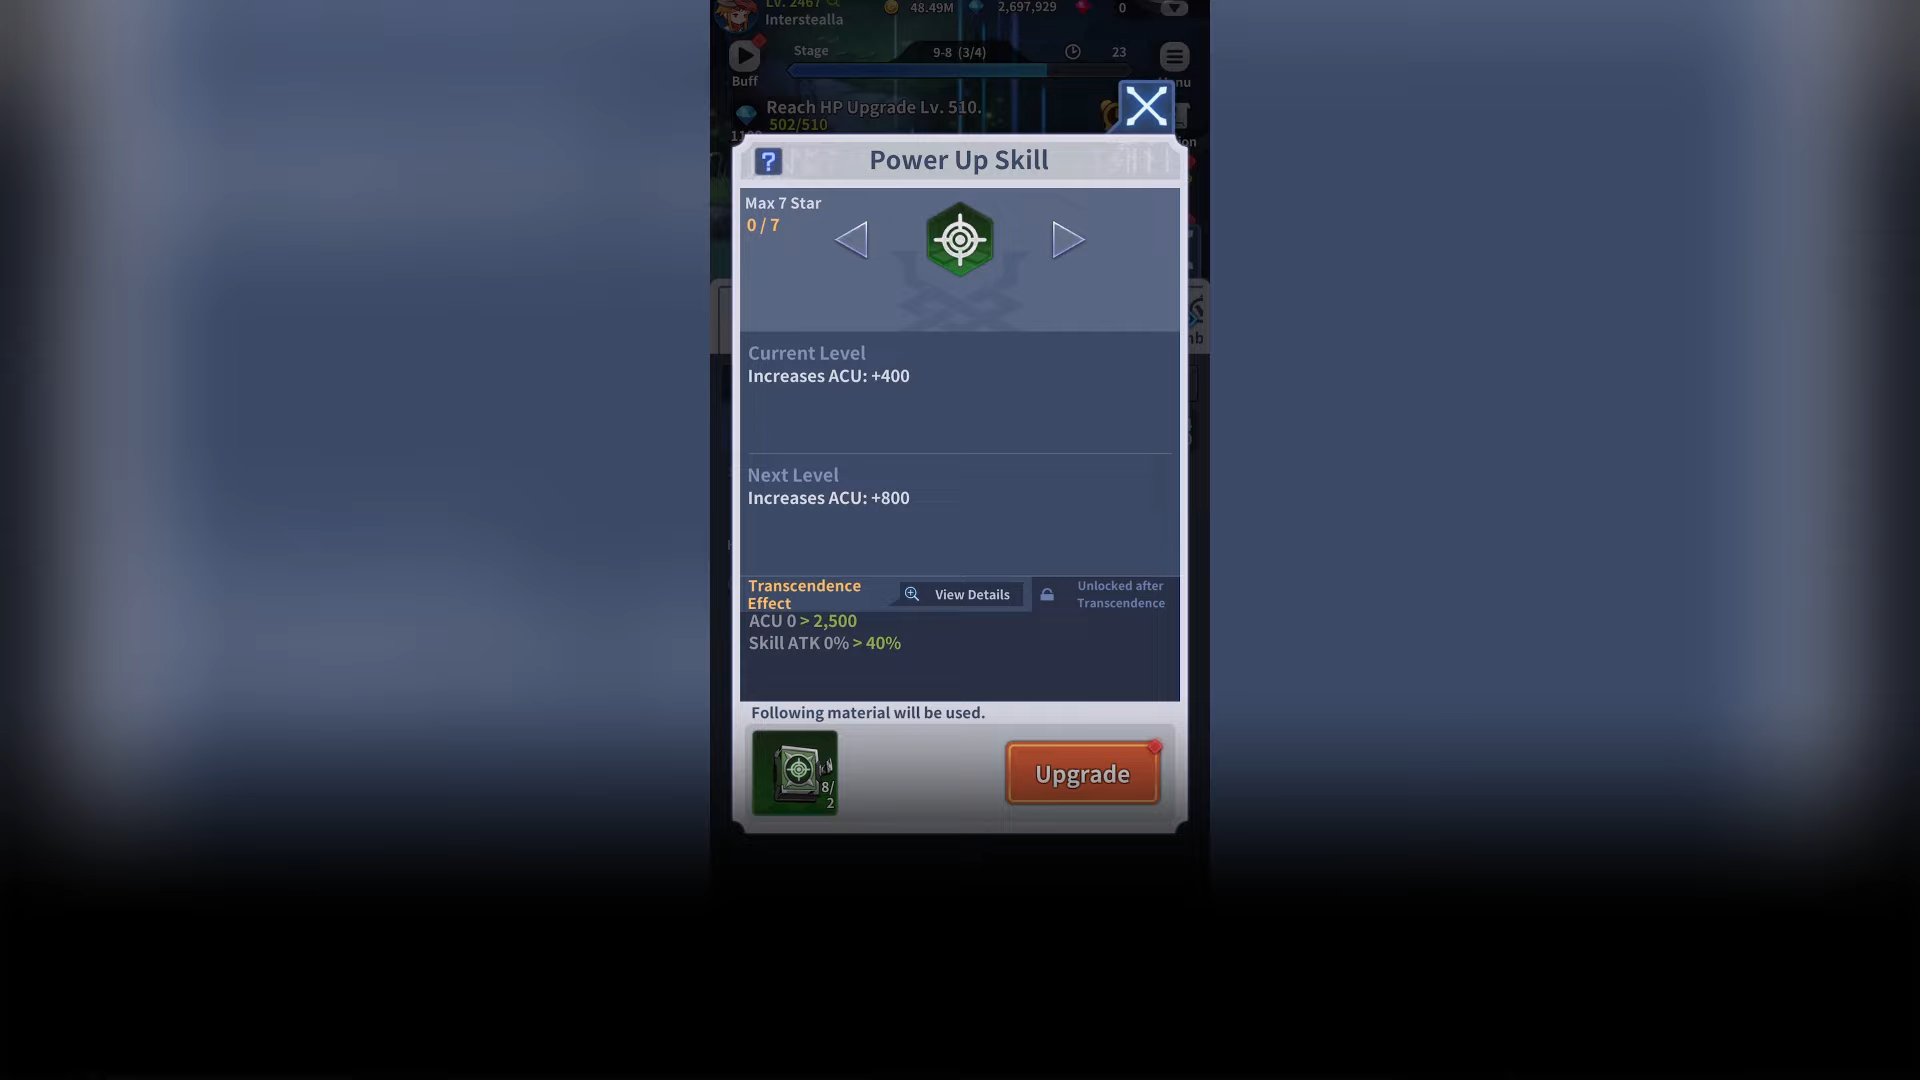 Lv. 2467
48.49M
2,697,929
0
Interstealla
Stage
9-8 (3/4)
23
Buff
Reach HP Upgrade Lv. 510.
502/510
?
Power Up Skill
Max 7 Star
0 / 7
Current Level
Increases ACU: +400
Next Level
Increases ACU: +800
Transcendence
Effect
View Details
Unlocked after
Transcendence
ACU 0 > 2,500
Skill ATK 0% > 40%
Following material will be used.
8/
2
Upgrade